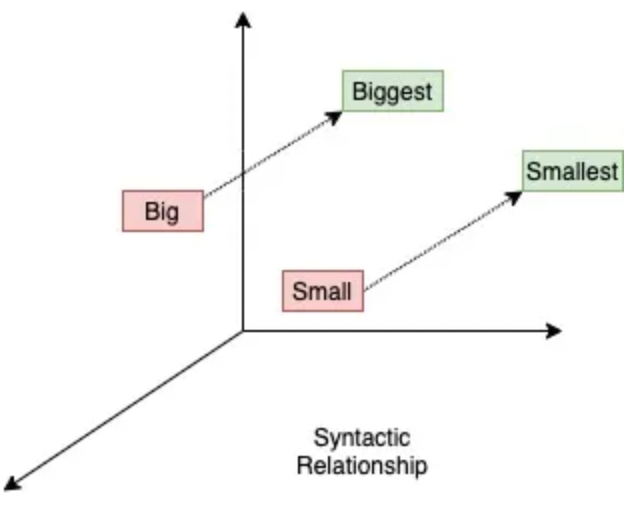 Biggest
Smallest
Big
Small
Syntactic
Relationship